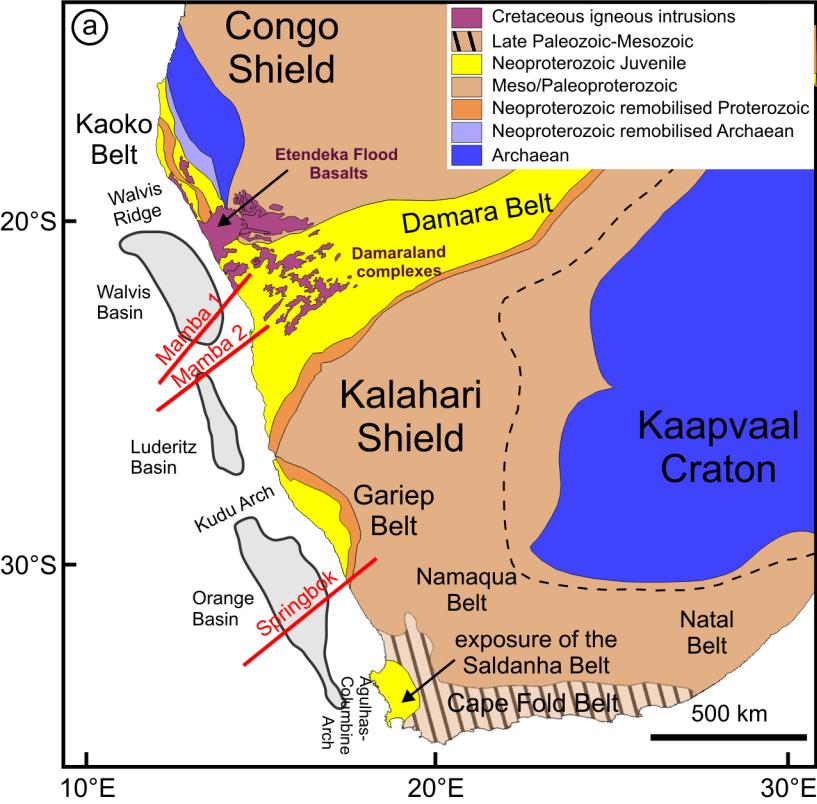 a
Congo
Shield
Cretaceous igneous intrusions
Late Paleozoic-Mesozoic
Neoproterozoic Juvenile
Meso/Paleoproterozoic
Neoproterozoic remobilised Proterozoic
Neoproterozoic remobilised Archaean
Archaean
Kaoko
Belt
Etendeka Flood
Basalts
Walvis
Ridge
20°S
Damara Belt
Damaraland
complexes
Walvis
Basin
Mamba 1
Mamba 2
Kalahari
Shield
Kaapvaal
Craton
Luderitz
Basin
Kudu Arch
Gariep
Belt
30°S
Namaqua
Belt
Orange
Basin
Springbok
Natal
Belt
exposure of the
Saldanha Belt
Agulhas-
Columbine
Arch
Cape Fold Belt
500 km
10°E
20°E
30°E